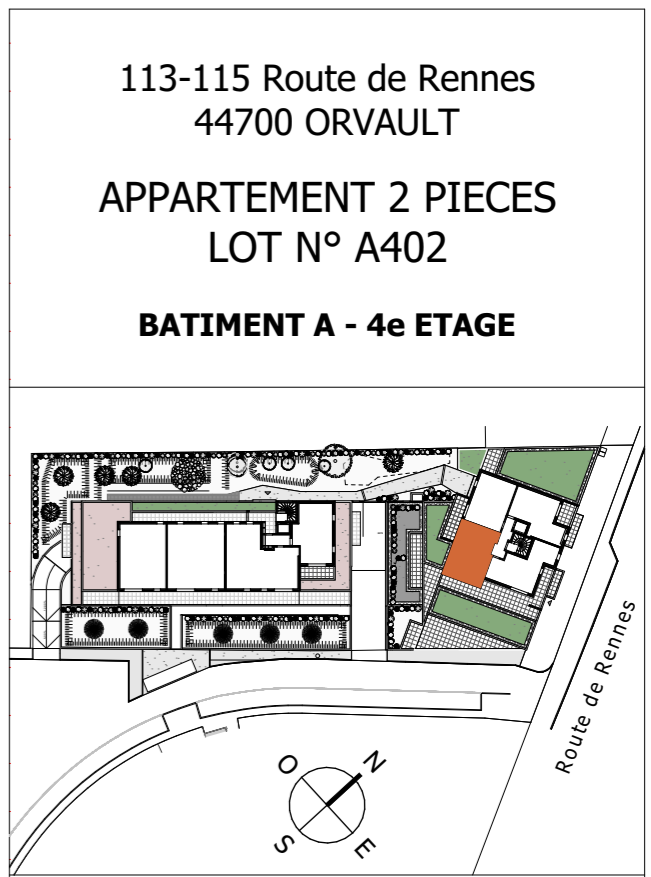 113-115 Route de Rennes
44700 ORVAULT
APPARTEMENT 2 PIECES
LOT N° A402
BATIMENT A - 4e ETAGE
Route de Rennes
O
N
S
E